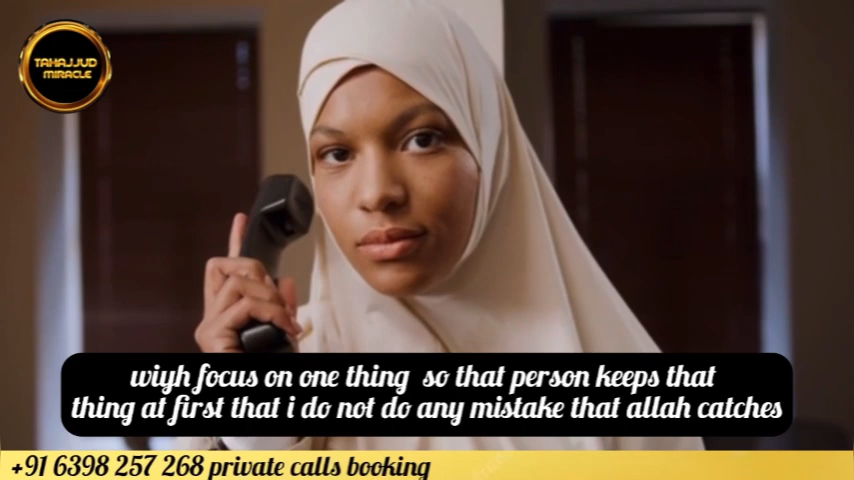 TAHAJJUD
MIRACLE
wiyh focus on one thing so that person keeps that
thing at first that i do not do any mistake that allah catches
+91 6398 257 268 private calls booking